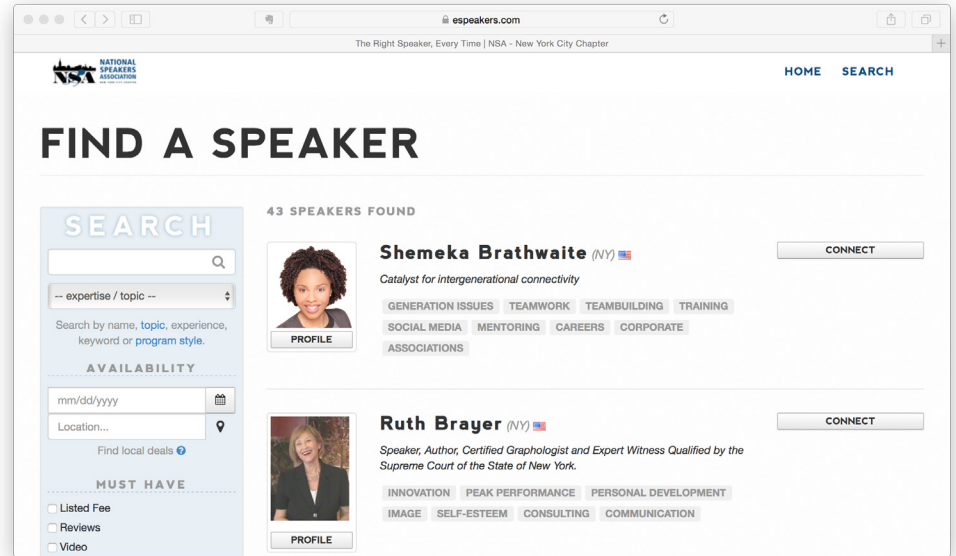 espeakers.com
The Right Speaker, Every Time | NSA - New York City Chapter
NSA
NATIONAL
SPEAKERS
ASSOCIATION
HOME SEARCH
FIND A SPEAKER
SEARCH
-- expertise / topic --
Search by name, topic, experience,
keyword or program style.
AVAILABILITY
mm/dd/yyyy
Location...
Find local deals ?
MUST HAVE
Listed Fee
Reviews
Video
43 SPEAKERS FOUND
Shemeka Brathwaite (NY)
Catalyst for intergenerational connectivity
GENERATION ISSUES TEAMWORK TEAMBUILDING TRAINING
SOCIAL MEDIA MENTORING CAREERS CORPORATE
ASSOCIATIONS
PROFILE
CONNECT
Ruth Brayer (NY)
Speaker, Author, Certified Graphologist and Expert Witness Qualified by the
Supreme Court of the State of New York.
INNOVATION PEAK PERFORMANCE PERSONAL DEVELOPMENT
IMAGE SELF-ESTEEM CONSULTING COMMUNICATION
PROFILE
CONNECT